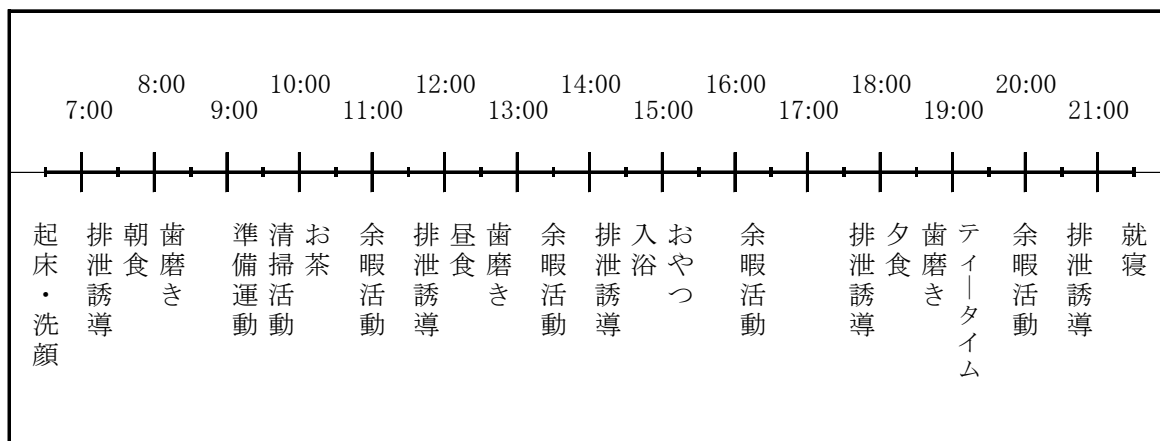 8:00 10:00 12:00 14:00 16:00 18:00 20:00
7:00 9:00 11:00 13:00 15:00 17:00 19:00 21:00
起床・洗顔
排泄誘導
朝食
歯磨き
準備運動
清掃活動
お茶
余暇活動
排泄誘導
昼食
歯磨き
余暇活動
排泄誘導
入浴
おやつ
余暇活動
排泄誘導
夕食
歯磨き
ティータイム
余暇活動
排泄誘導
就寝